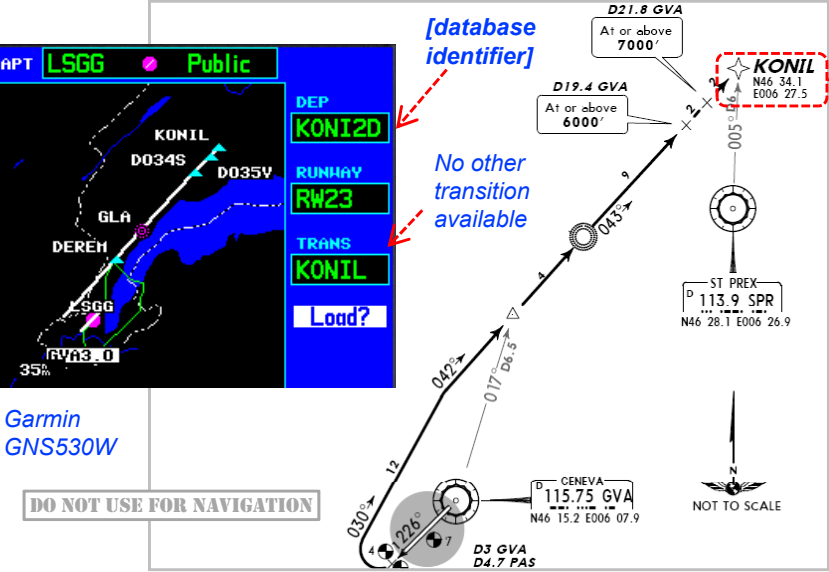 APT LSGG Public
DEP
KONI2D
RUNWAY
RW23
TRANS
KONIL
Load?
KONIL
D034S
D035Y
GLA
DEREM
LSGG
GVA3.0
35nm
[database
identifier]
No other
transition
available
Garmin
GNS530W
DO NOT USE FOR NAVIGATION
D21.8 GVA
At or above
7000'
D19.4 GVA
At or above
6000'
KONIL
N46 34.1
E006 27.5
2
2
005° D6
9
043°
ST PREX
D 113.9 SPR
N46 28.1 E006 26.9
4
042°
017° D6.5
12
030°
226°
4
7
GENEVA
D 115.75 GVA
N46 15.2 E006 07.9
D3 GVA
D4.7 PAS
N
NOT TO SCALE